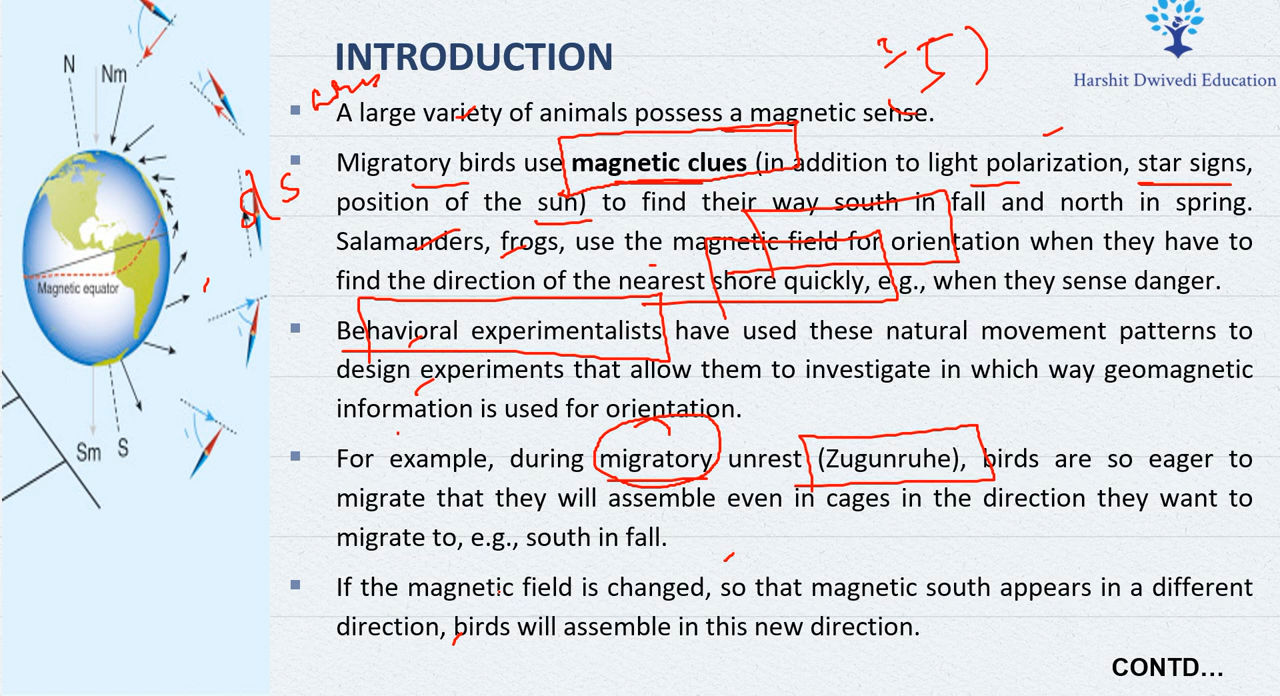 INTRODUCTION
Harshit Dwivedi Education
▪ A large variety of animals possess a magnetic sense.
▪ Migratory birds use magnetic clues (in addition to light polarization, star signs,
position of the sun) to find their way south in fall and north in spring.
Salamanders, frogs, use the magnetic field for orientation when they have to
find the direction of the nearest shore quickly, e.g., when they sense danger.
▪ Behavioral experimentalists have used these natural movement patterns to
design experiments that allow them to investigate in which way geomagnetic
information is used for orientation.
▪ For example, during migratory unrest (Zugunruhe), birds are so eager to
migrate that they will assemble even in cages in the direction they want to
migrate to, e.g., south in fall.
▪ If the magnetic field is changed, so that magnetic south appears in a different
direction, birds will assemble in this new direction.
CONTD...
N
Nm
Magnetic equator
Sm S